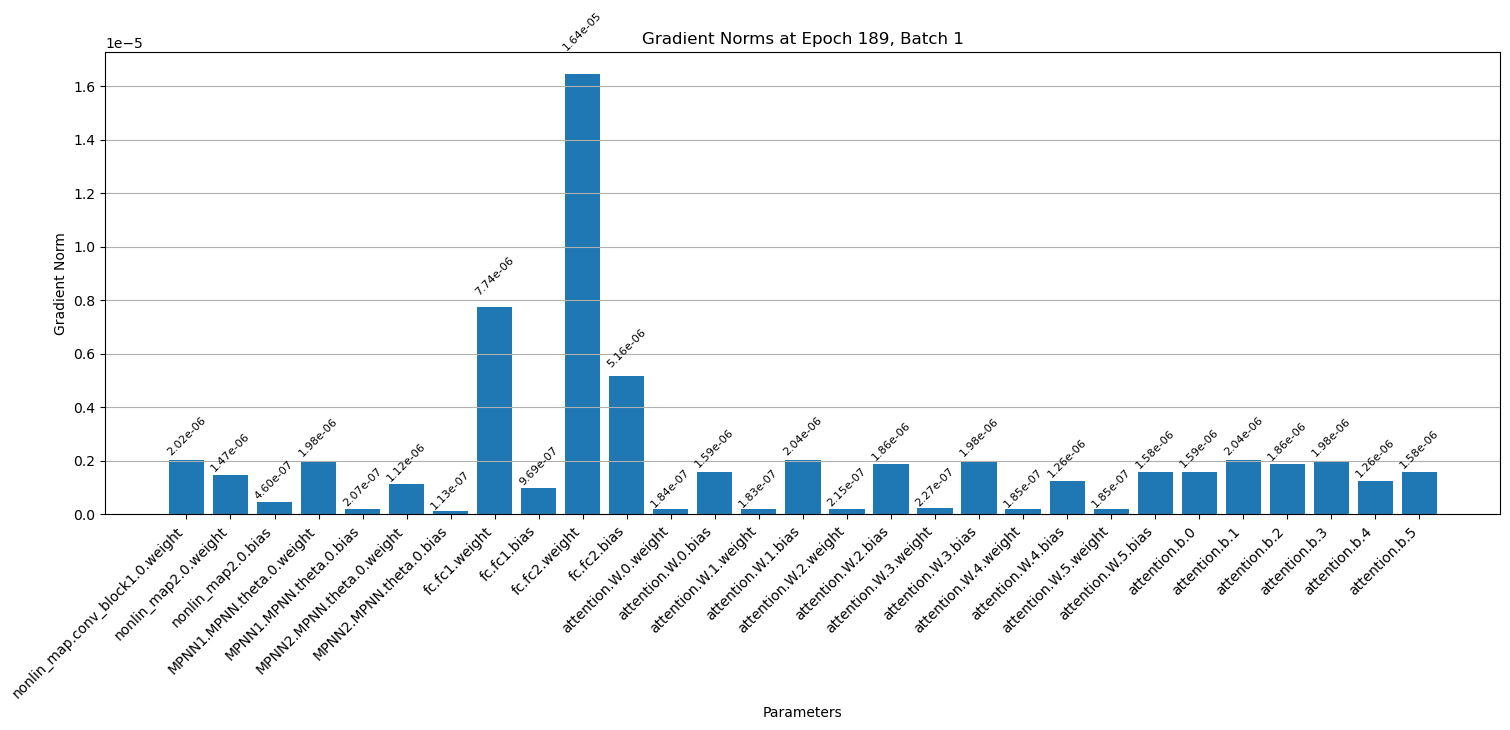 Gradient Norms at Epoch 189, Batch 1
1e−5
1.6
1.4
1.2
1.0
0.8
0.6
0.4
0.2
0.0
Gradient Norm
2.02e-06
1.47e-06
4.60e-07
1.98e-06
2.07e-07
1.12e-06
1.13e-07
7.74e-06
9.69e-07
1.64e-05
5.16e-06
1.84e-07
1.59e-06
1.83e-07
2.04e-06
2.15e-07
1.86e-06
2.27e-07
1.98e-06
1.85e-07
1.26e-06
1.85e-07
1.58e-06
1.59e-06
2.04e-06
1.86e-06
1.98e-06
1.26e-06
1.58e-06
nonlin_map.conv_block1.0.weight
nonlin_map2.0.weight
nonlin_map2.0.bias
MPNN1.MPNN.theta.0.weight
MPNN1.MPNN.theta.0.bias
MPNN2.MPNN.theta.0.weight
MPNN2.MPNN.theta.0.bias
fc.fc1.weight
fc.fc1.bias
fc.fc2.weight
fc.fc2.bias
attention.W.0.weight
attention.W.0.bias
attention.W.1.weight
attention.W.1.bias
attention.W.2.weight
attention.W.2.bias
attention.W.3.weight
attention.W.3.bias
attention.W.4.weight
attention.W.4.bias
attention.W.5.weight
attention.W.5.bias
attention.b.0
attention.b.1
attention.b.2
attention.b.3
attention.b.4
attention.b.5
Parameters